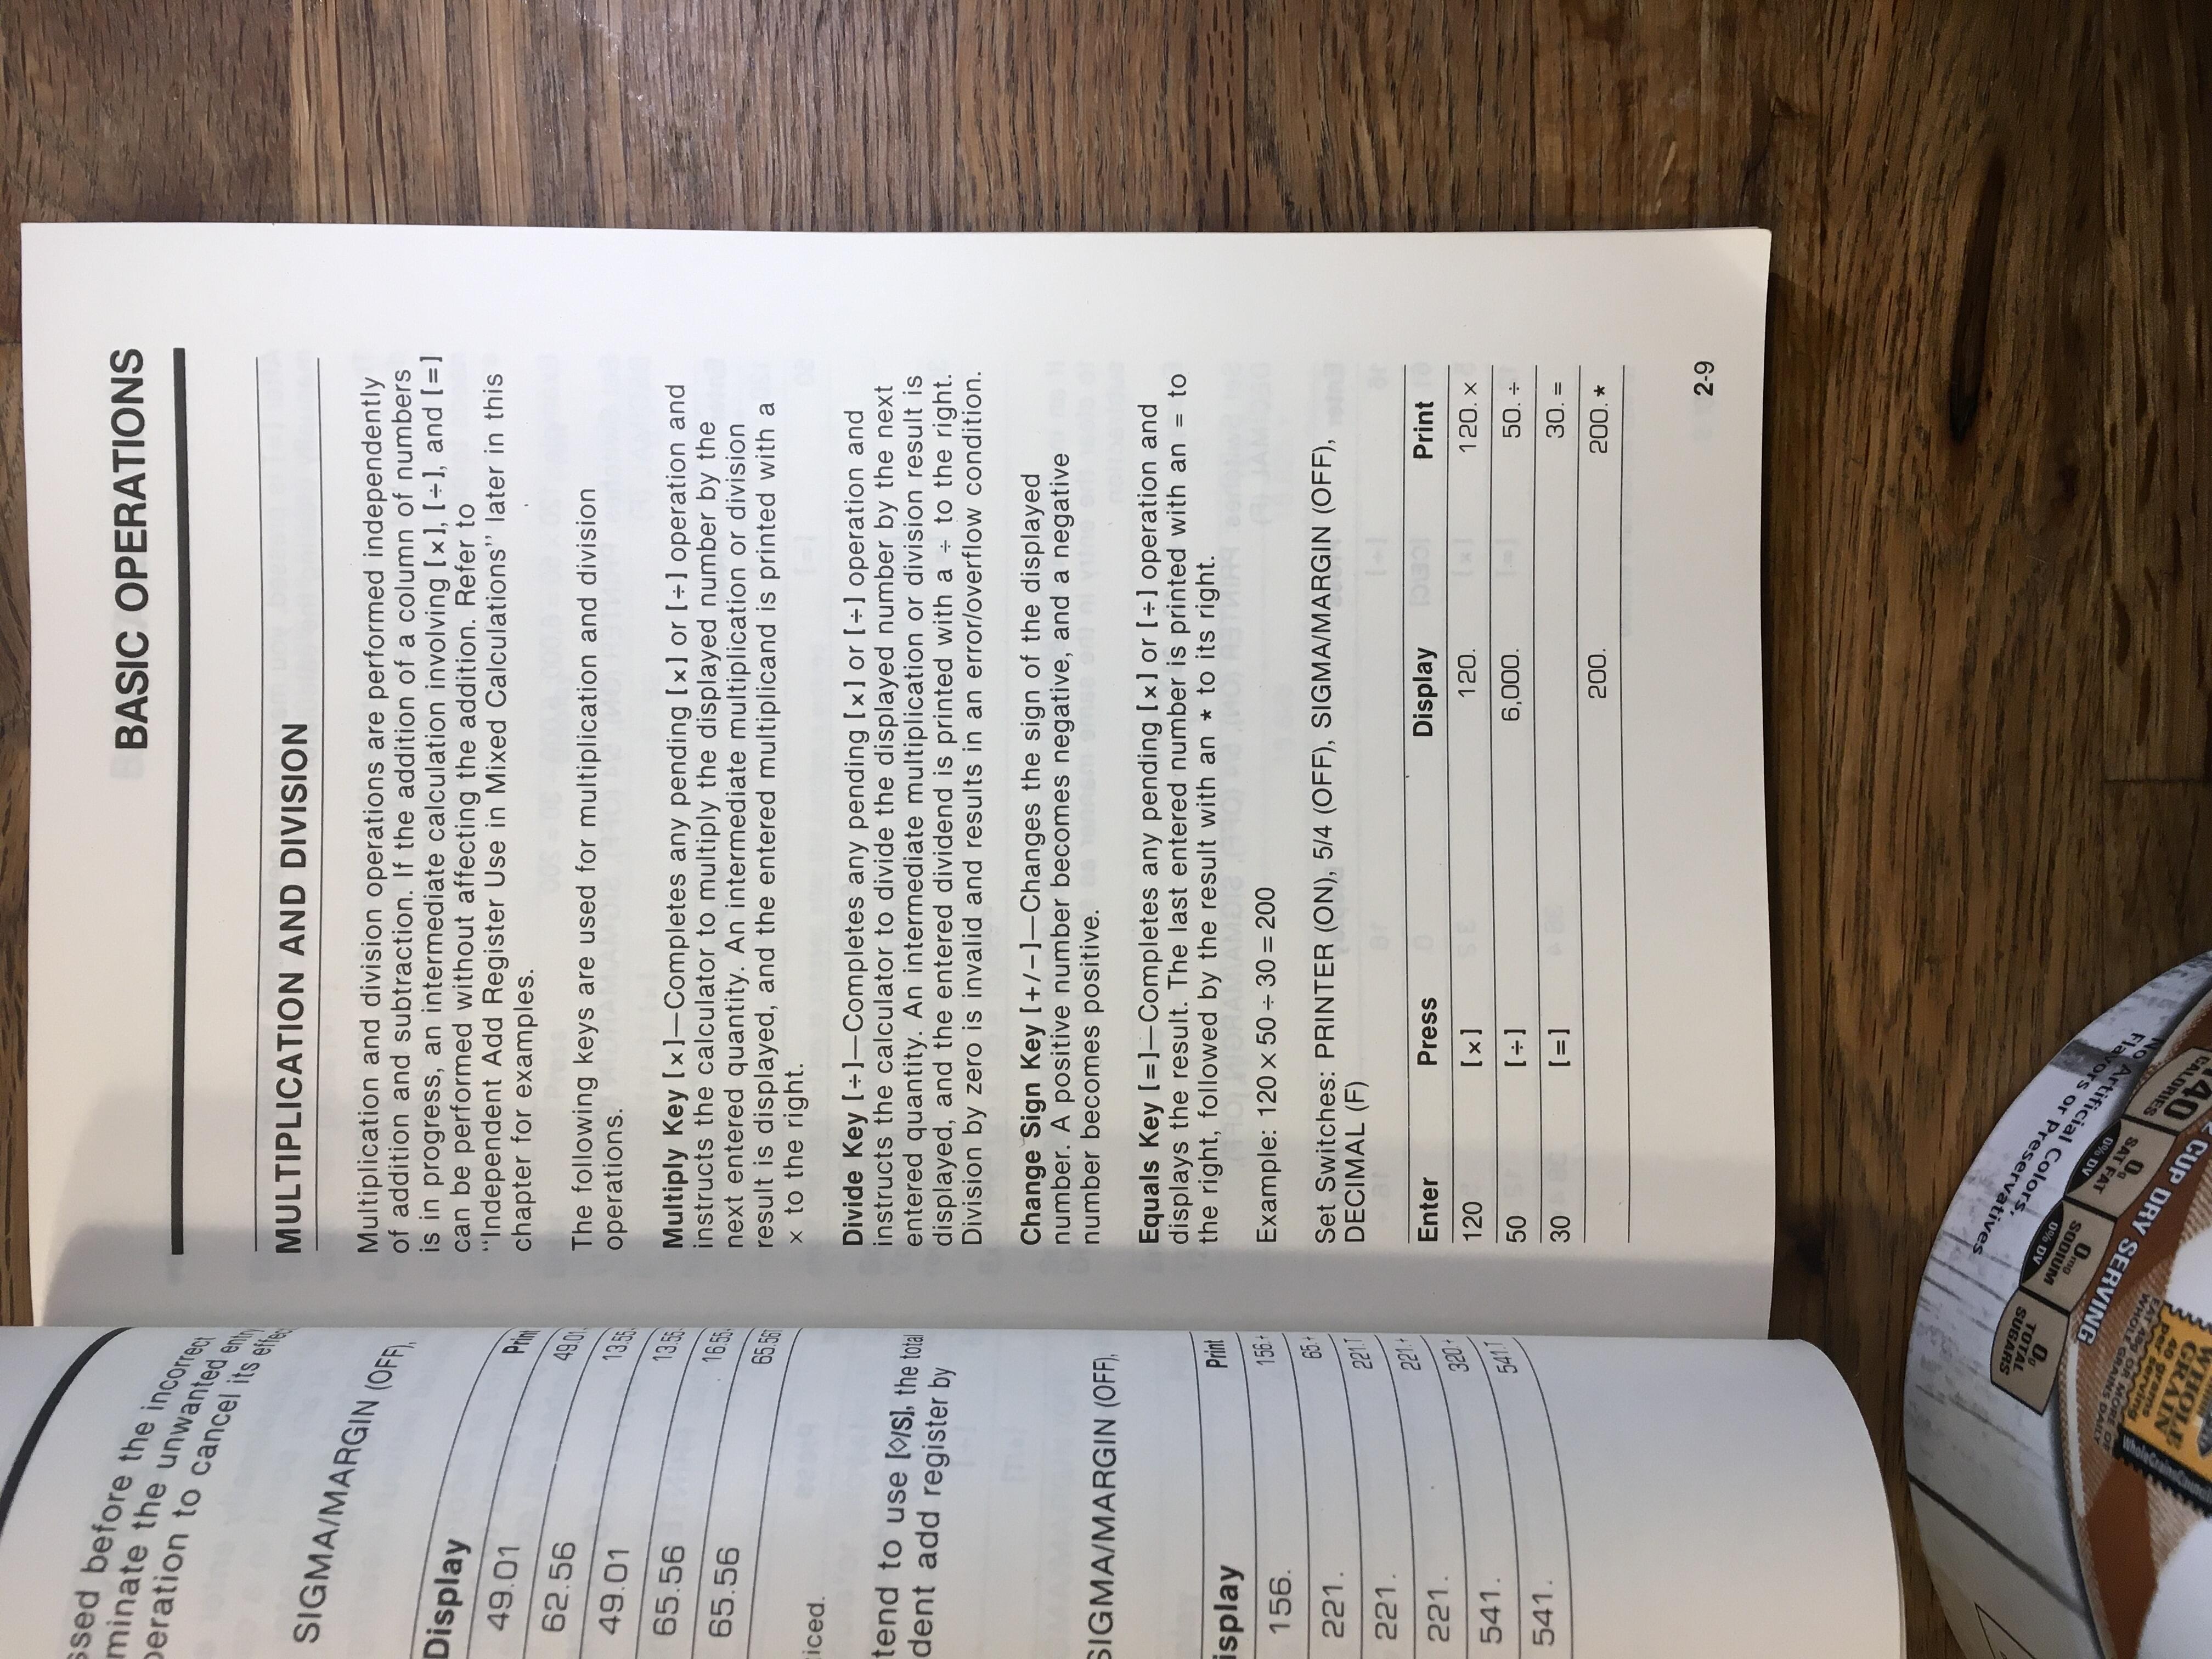 ssed before the incorrect
minate the unwanted
peration to cancel its
SIGMA/MARGIN (OFF),
Display Print
49.01 49.01
62.56 13.55
49.01 13.55
65.56 16.55
65.56 65.56T
iced.
tend to use [◇/S], the total
dent add register by
SIGMA/MARGIN (OFF),
isplay Print
156. 156.+
221. 65.+
221. 221.T
221. 221.+
541. 320.+
541. 541.T
BASIC OPERATIONS
MULTIPLICATION AND DIVISION
Multiplication and division operations are performed independently
of addition and subtraction. If the addition of a column of numbers
is in progress, an intermediate calculation involving [×], [÷], and [=]
can be performed without affecting the addition. Refer to
“Independent Add Register Use in Mixed Calculations” later in this
chapter for examples.
The following keys are used for multiplication and division
operations.
Multiply Key [×]—Completes any pending [×] or [÷] operation and
instructs the calculator to multiply the displayed number by the
next entered quantity. An intermediate multiplication or division
result is displayed, and the entered multiplicand is printed with a
× to the right.
Divide Key [÷]—Completes any pending [×] or [÷] operation and
instructs the calculator to divide the displayed number by the next
entered quantity. An intermediate multiplication or division result is
displayed, and the entered dividend is printed with a ÷ to the right.
Division by zero is invalid and results in an error/overflow condition.
Change Sign Key [+/−]—Changes the sign of the displayed
number. A positive number becomes negative, and a negative
number becomes positive.
Equals Key [=]—Completes any pending [×] or [÷] operation and
displays the result. The last entered number is printed with an = to
the right, followed by the result with an * to its right.
Example: 120 × 50 ÷ 30 = 200
Set Switches: PRINTER (ON), 5/4 (OFF), SIGMA/MARGIN (OFF),
DECIMAL (F)
Enter Press Display Print
120 [×] 120. 120. ×
50 [÷] 6,000. 50. ÷
30 [=] 30. =
200. 200. *
2-9
No Artificial Colors,
Flavors or Preservatives
0g TOTAL SUGARS
0mg SODIUM 0% DV
0g SAT FAT 0% DV
140 CALORIES
CUP DRY SERVING
EAT 48g OR MORE OF
WHOLE GRAINS DAILY
40 grams
per serving
WHOLE
GRAIN